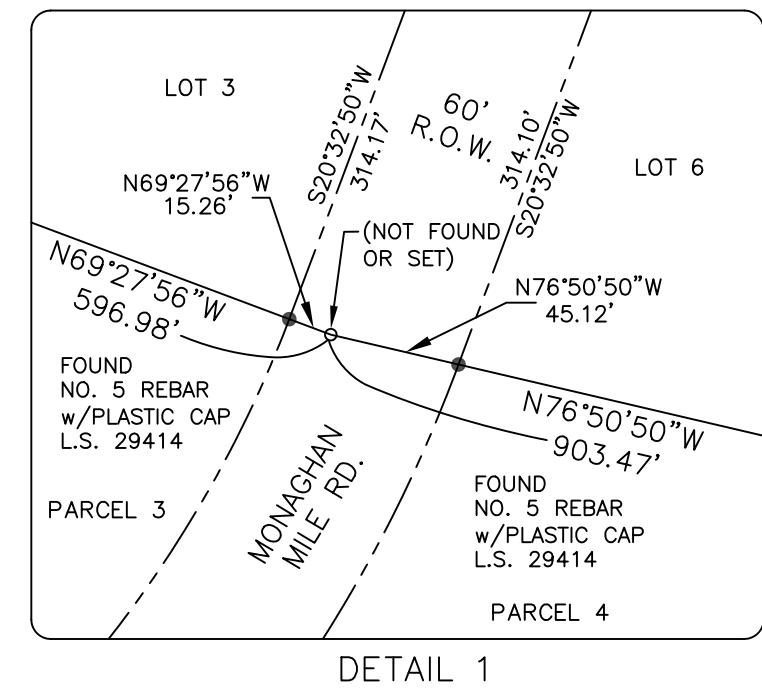 LOT 3
S20°32'50"W
314.17'
60'
R.O.W.
314.10'
S20°32'50"W
LOT 6
N69°27'56"W
15.26'
(NOT FOUND
OR SET)
N76°50'50"W
45.12'
N69°27'56"W
596.98'
FOUND
NO. 5 REBAR
w/PLASTIC CAP
L.S. 29414
N76°50'50"W
903.47'
FOUND
NO. 5 REBAR
w/PLASTIC CAP
L.S. 29414
PARCEL 3
MONAGHAN
MILE RD.
PARCEL 4
DETAIL 1